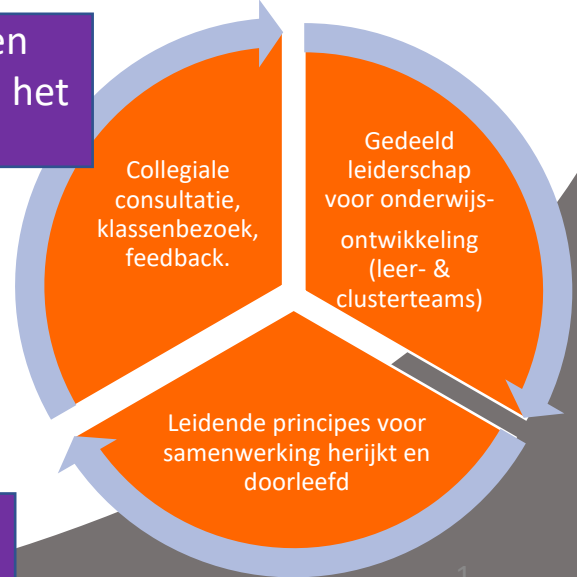 en
het
Collegiale
consultatie,
klassenbezoek,
feedback.
Gedeeld
leiderschap
voor onderwijs-
ontwikkeling
(leer- &
clusterteams)
Leidende principes voor
samenwerking herijkt en
doorleefd
1